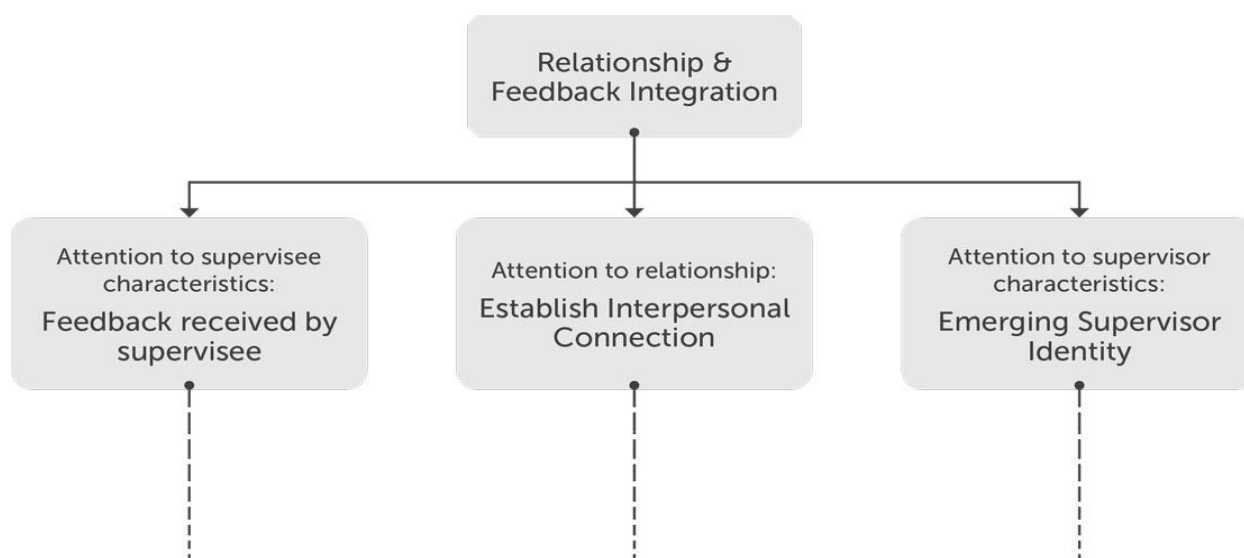 Relationship &
Feedback Integration
Attention to supervisee
characteristics:
Feedback received by
supervisee
Attention to relationship:
Establish Interpersonal
Connection
Attention to supervisor
characteristics:
Emerging Supervisor
Identity